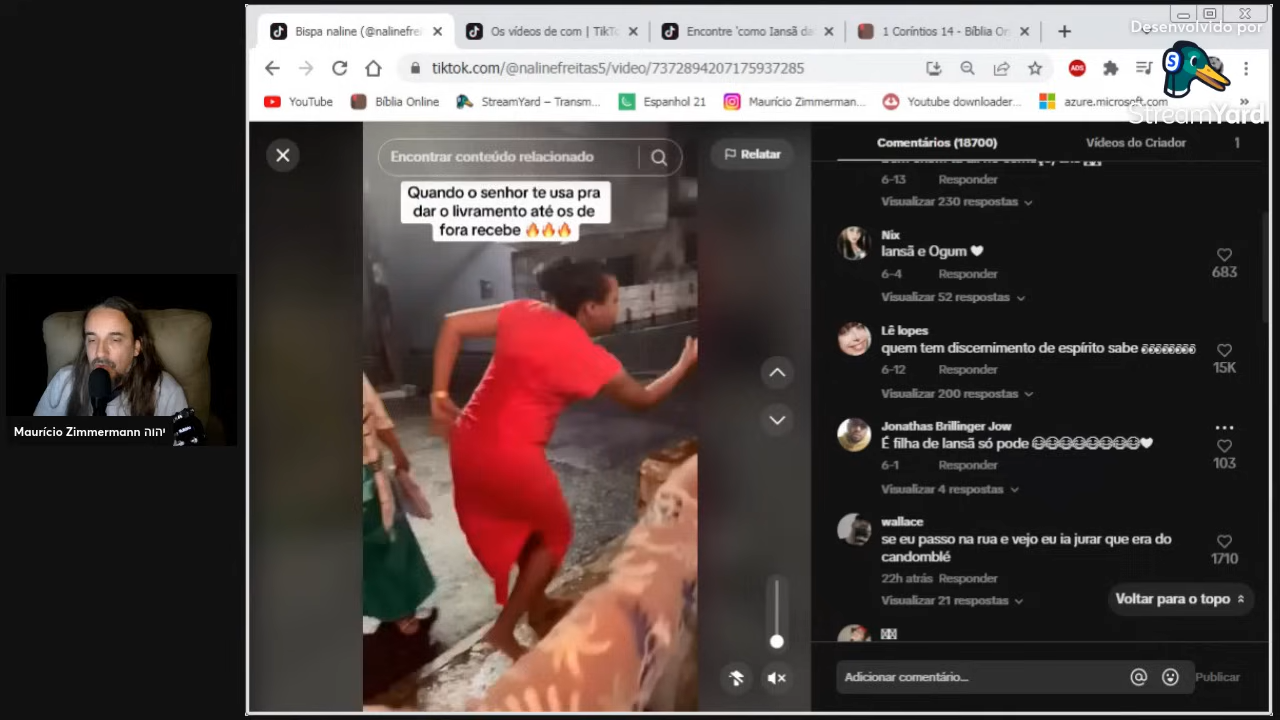 Bispa naline (@nalinefrei
Os vídeos de com | TikTo
Encontre 'como Iansã da
1 Coríntios 14 - Bíblia On
Desenvolvido por
StreamYard
tiktok.com/@nalinefreitas5/video/7372894207175937285
ADS
YouTube
Bíblia Online
StreamYard – Transm...
Espanhol 21
Maurício Zimmerman...
Youtube downloader...
azure.microsoft.com
»
Encontrar conteúdo relacionado
Relatar
Quando o senhor te usa pra
dar o livramento até os de
fora recebe 🔥🔥🔥
Comentários (18700)
Vídeos do Criador
1
6-13 Responder
Visualizar 230 respostas
Nix
Iansã e Ogum 🤍
6-4 Responder
683
Visualizar 52 respostas
Lê lopes
quem tem discernimento de espírito sabe
6-12 Responder
15K
Visualizar 200 respostas
Jonathas Brillinger Jow
É filha de Iansã só pode
6-1 Responder
103
Visualizar 4 respostas
wallace
se eu passo na rua e vejo eu ia jurar que era do
candomblé
22h atrás Responder
1710
Visualizar 21 respostas
Voltar para o topo
Adicionar comentário...
Publicar
Maurício Zimmermann יהוה